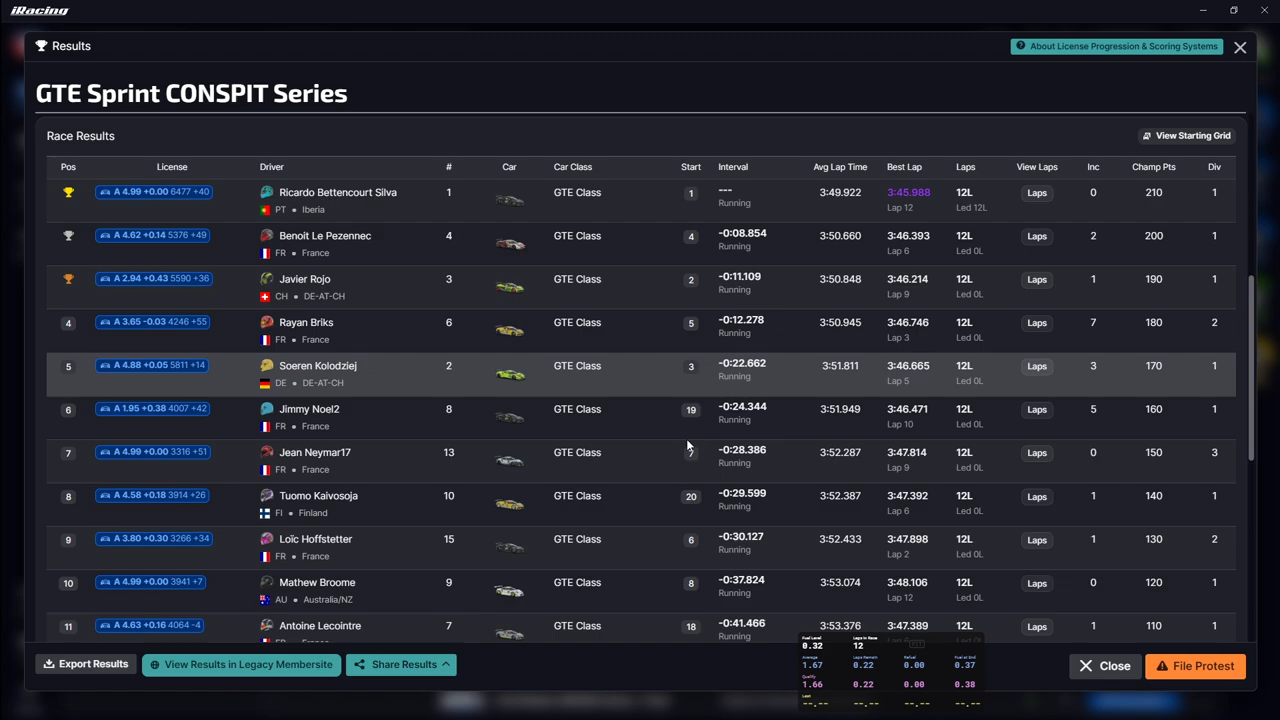 iRacing
Results
About License Progression & Scoring Systems
GTE Sprint CONSPIT Series
Race Results
View Starting Grid
Pos License Driver # Car Car Class Start Interval Avg Lap Time Best Lap Laps View Laps Inc Champ Pts Div
A 4.99 +0.00 6477 +40 Ricardo Bettencourt Silva 1 GTE Class 1 --- 3:49.922 3:45.988 12L Laps 0 210 1
PT • Iberia Running Lap 12 Led 12L
A 4.62 +0.14 5376 +49 Benoit Le Pezennec 4 GTE Class 4 -0:08.854 3:50.660 3:46.393 12L Laps 2 200 1
FR • France Running Lap 6 Led 0L
A 2.94 +0.43 5590 +36 Javier Rojo 3 GTE Class 2 -0:11.109 3:50.848 3:46.214 12L Laps 1 190 1
CH • DE-AT-CH Running Lap 9 Led 0L
4 A 3.65 -0.03 4246 +55 Rayan Briks 6 GTE Class 5 -0:12.278 3:50.945 3:46.746 12L Laps 7 180 2
FR • France Running Lap 3 Led 0L
5 A 4.88 +0.05 5811 +14 Soeren Kolodziej 2 GTE Class 3 -0:22.662 3:51.811 3:46.665 12L Laps 3 170 1
DE • DE-AT-CH Running Lap 5 Led 0L
6 A 1.95 +0.38 4007 +42 Jimmy Noel2 8 GTE Class 19 -0:24.344 3:51.949 3:46.471 12L Laps 5 160 1
FR • France Running Lap 10 Led 0L
7 A 4.99 +0.00 3316 +51 Jean Neymar17 13 GTE Class 7 -0:28.386 3:52.287 3:47.814 12L Laps 0 150 3
FR • France Running Lap 9 Led 0L
8 A 4.58 +0.18 3914 +26 Tuomo Kaivosoja 10 GTE Class 20 -0:29.599 3:52.387 3:47.392 12L Laps 1 140 1
FI • Finland Running Lap 6 Led 0L
9 A 3.80 +0.30 3266 +34 Loïc Hoffstetter 15 GTE Class 6 -0:30.127 3:52.433 3:47.898 12L Laps 1 130 2
FR • France Running Lap 2 Led 0L
10 A 4.99 +0.00 3941 +7 Mathew Broome 9 GTE Class 8 -0:37.824 3:53.074 3:48.106 12L Laps 0 120 1
AU • Australia/NZ Running Lap 12 Led 0L
11 A 4.63 +0.16 4064 -4 Antoine Lecointre 7 GTE Class 18 -0:41.466 3:53.376 3:47.389 12L Laps 1 110 1
Running
Fuel Level Laps In Race
0.32 12
Average Laps Remain Refuel Fuel at End
1.67 0.22 0.00 0.37
Qualify
1.66 0.22 0.00 0.38
Last
--.-- --.-- --.-- --.--
Export Results
View Results in Legacy Membersite
Share Results
Close
File Protest